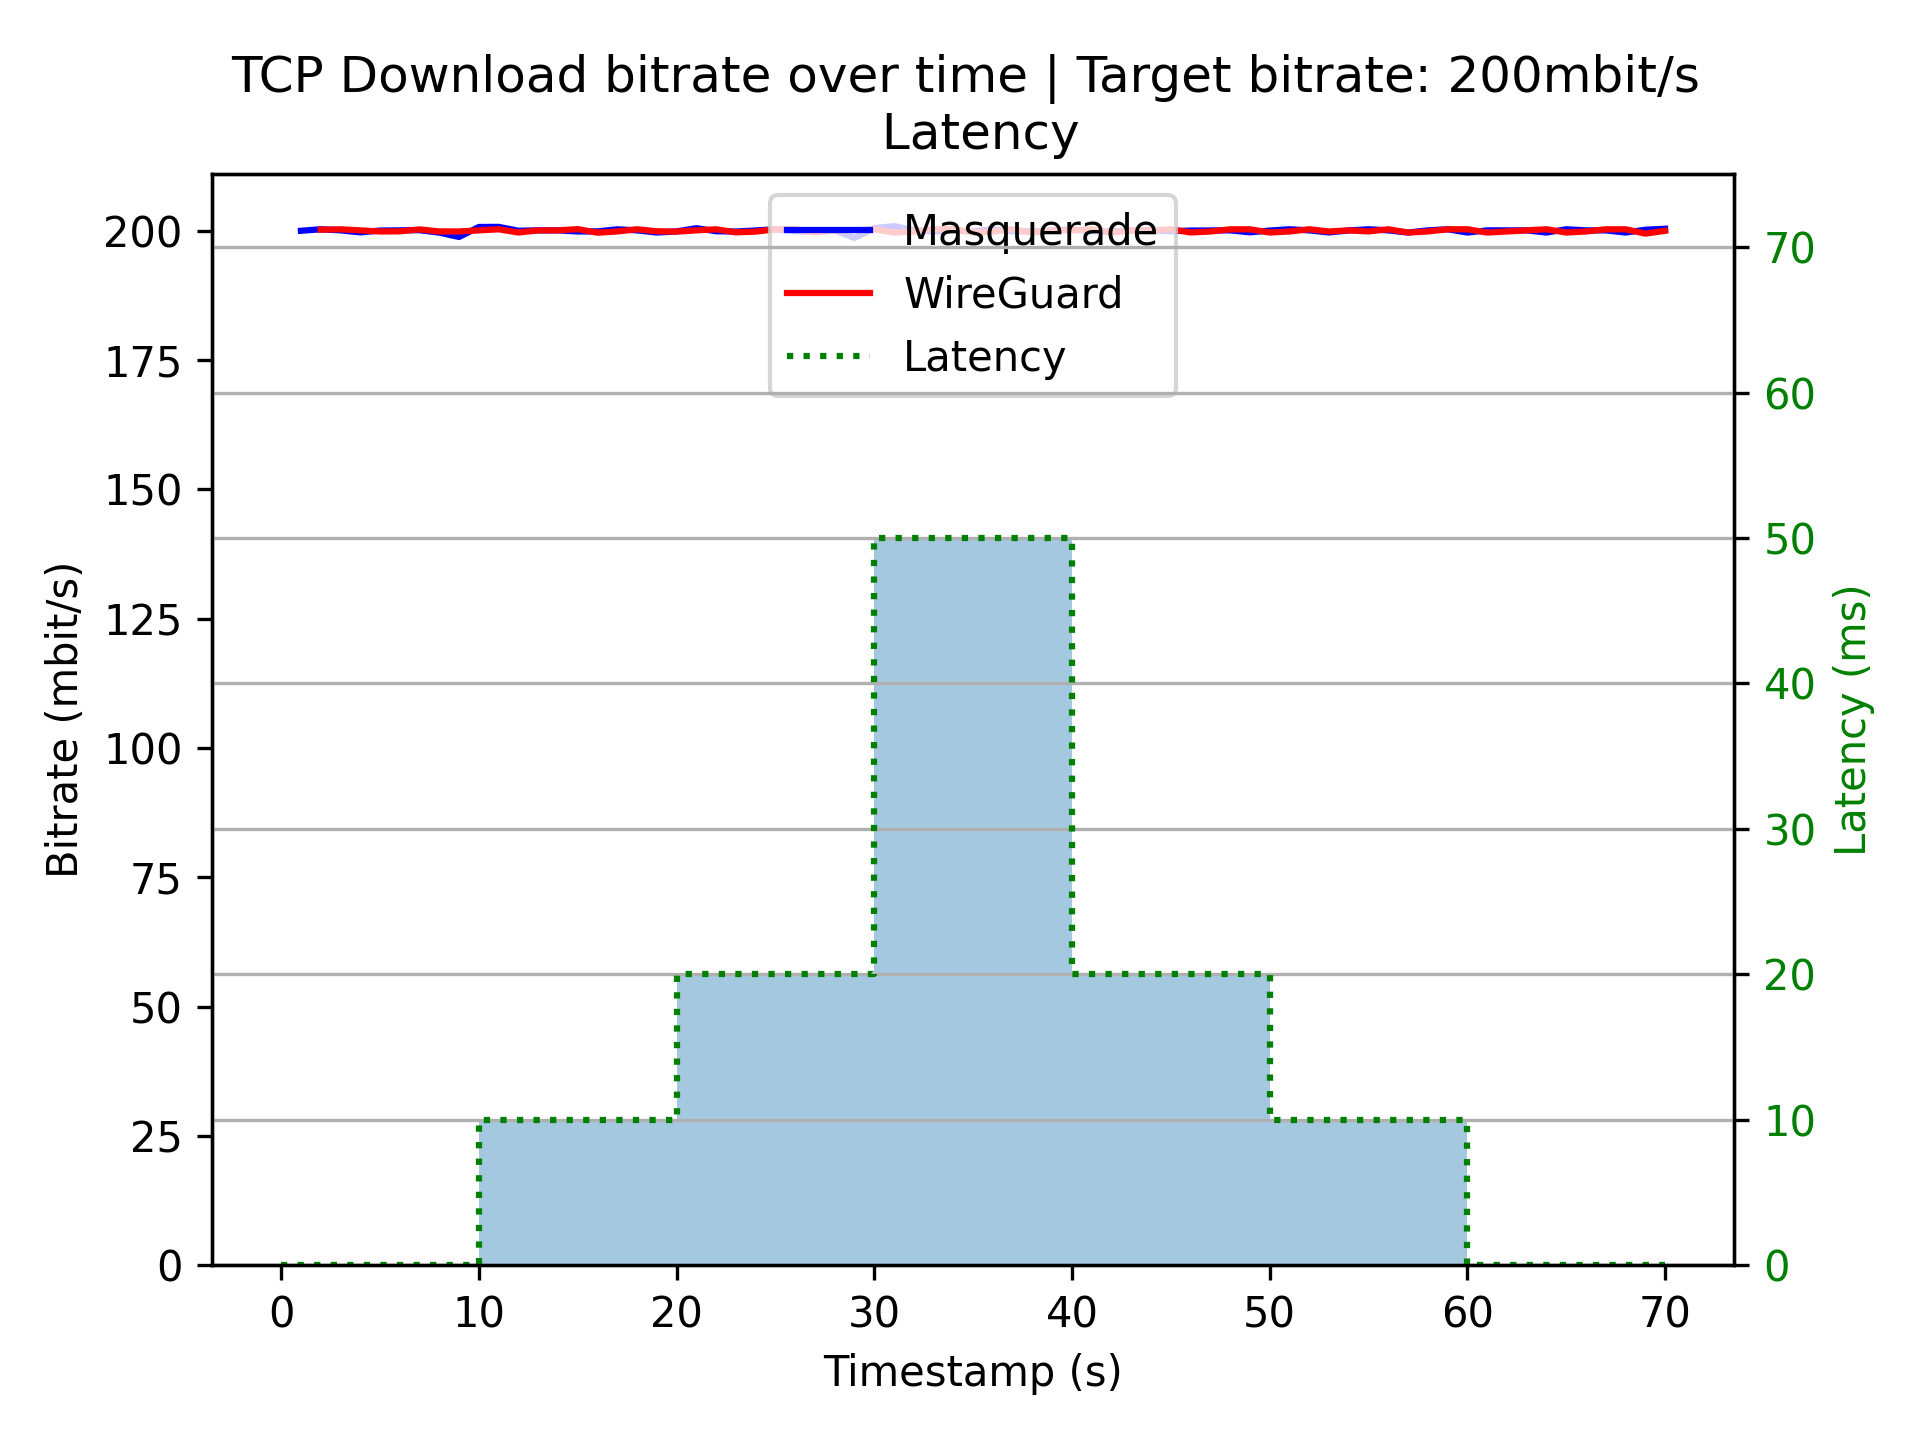 TCP Download bitrate over time | Target bitrate: 200mbit/s
Latency
Masquerade
WireGuard
Latency
200
175
150
125
100
75
50
25
0
Bitrate (mbit/s)
70
60
50
40
30
20
10
0
Latency (ms)
0 10 20 30 40 50 60 70
Timestamp (s)